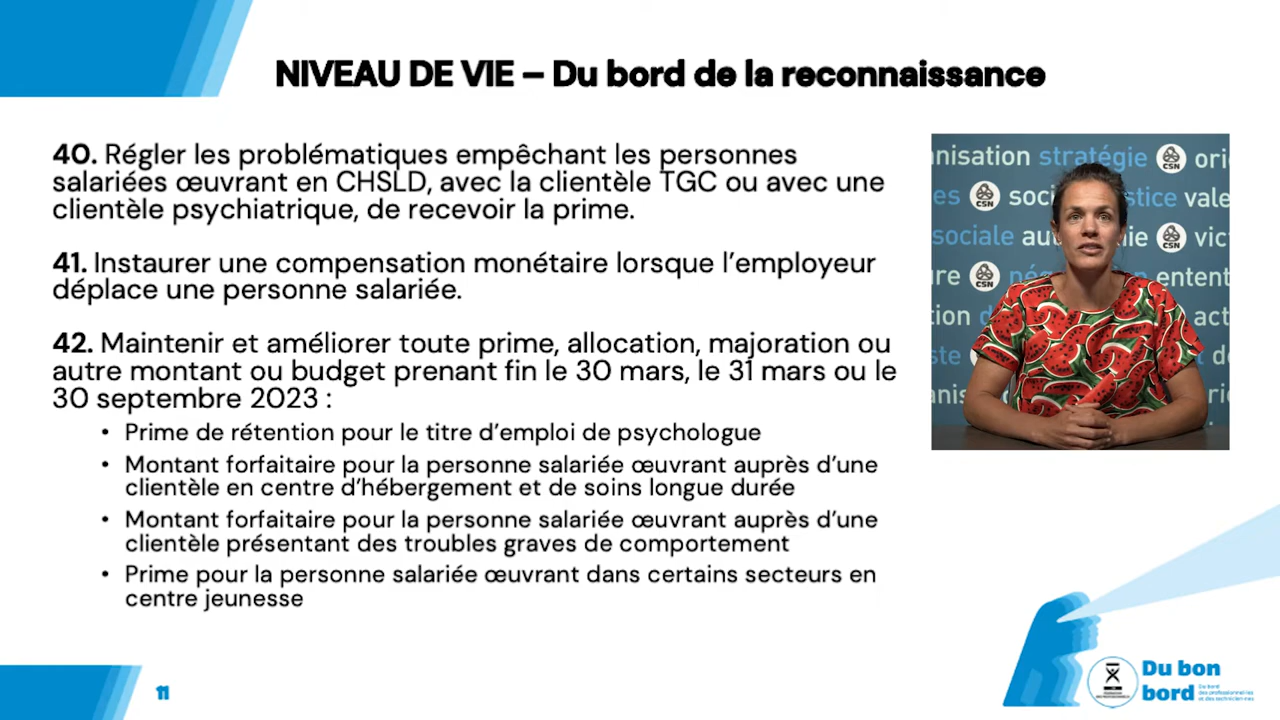 NIVEAU DE VIE – Du bord de la reconnaissance
40. Régler les problématiques empêchant les personnes
salariées œuvrant en CHSLD, avec la clientèle TGC ou avec une
clientèle psychiatrique, de recevoir la prime.
41. Instaurer une compensation monétaire lorsque l’employeur
déplace une personne salariée.
42. Maintenir et améliorer toute prime, allocation, majoration ou
autre montant ou budget prenant fin le 30 mars, le 31 mars ou le
30 septembre 2023 :
• Prime de rétention pour le titre d’emploi de psychologue
• Montant forfaitaire pour la personne salariée œuvrant auprès d’une
clientèle en centre d’hébergement et de soins longue durée
• Montant forfaitaire pour la personne salariée œuvrant auprès d’une
clientèle présentant des troubles graves de comportement
• Prime pour la personne salariée œuvrant dans certains secteurs en
centre jeunesse
nisation stratégie CSN ori
es CSN soc stice vale
sociale au ie CSN vic
re CSN né n entent
tion d act
ste d
anis ri
11
Du bon
bord
Du bord
des professionnel·les
et des technicien·nes